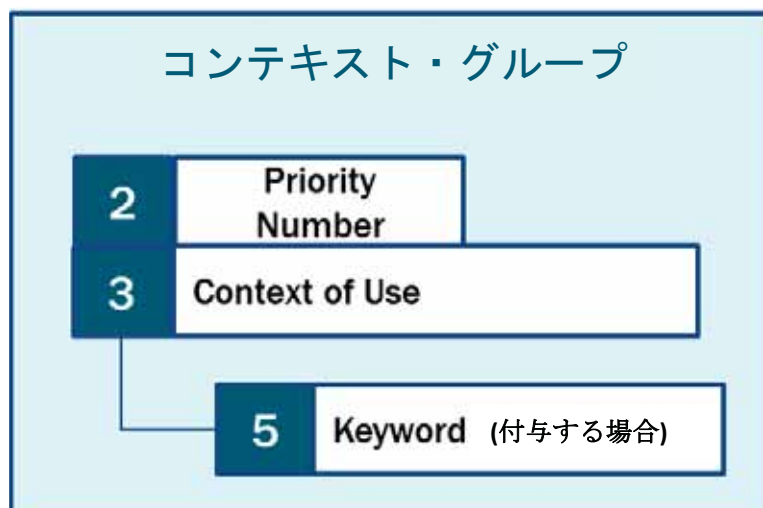 コンテキスト・グループ
2 Priority
Number
3 Context of Use
5 Keyword (付与する場合)